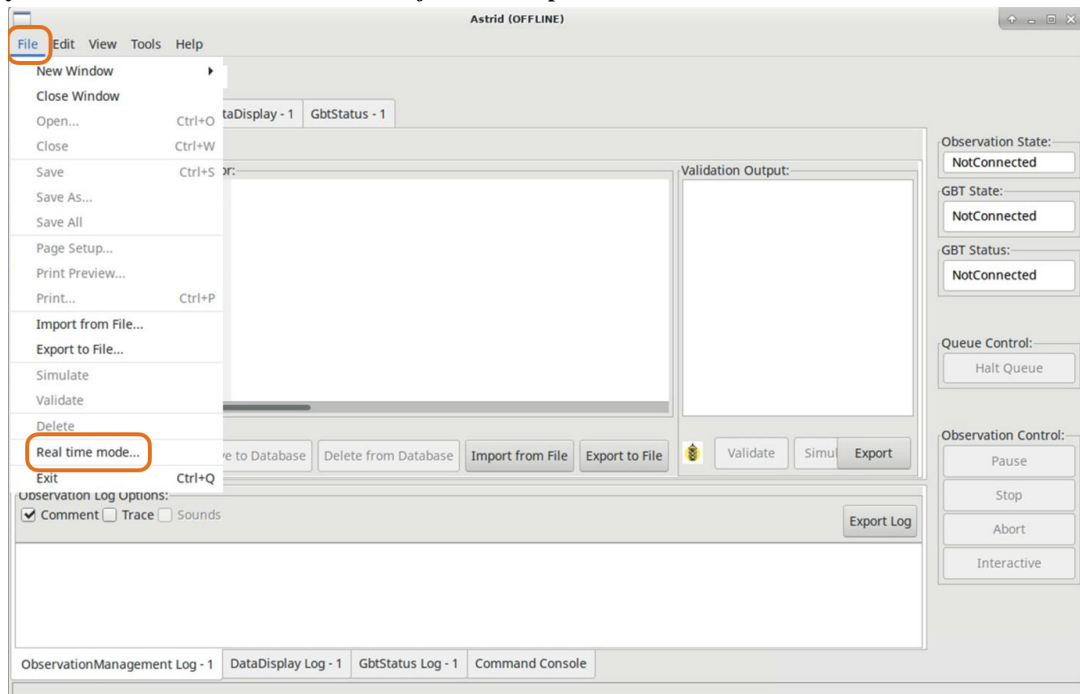 Astrid (OFFLINE)
File Edit View Tools Help
New Window
Close Window
Open... Ctrl+O
Close Ctrl+W
Save Ctrl+S
Save As...
Save All
Page Setup...
Print Preview...
Print... Ctrl+P
Import from File...
Export to File...
Simulate
Validate
Delete
Real time mode...
Exit Ctrl+Q
taDisplay - 1 GbtStatus - 1
or:
Validation Output:
ve to Database Delete from Database Import from File Export to File
Validate Simul Export
Observation State:
NotConnected
GBT State:
NotConnected
GBT Status:
NotConnected
Queue Control:
Halt Queue
Observation Control:
Pause
Stop
Abort
Interactive
Observation Log Options:
Comment Trace Sounds
Export Log
ObservationManagement Log - 1 DataDisplay Log - 1 GbtStatus Log - 1 Command Console